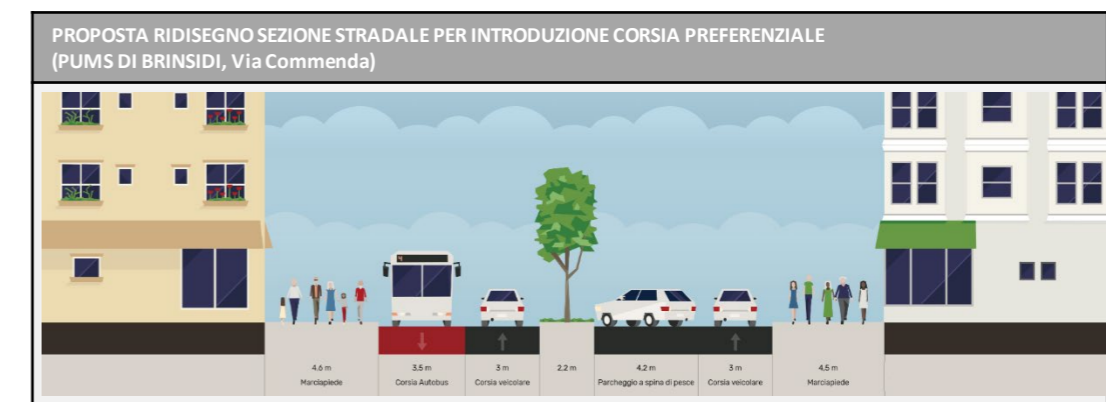 PROPOSTA RIDISEGNO SEZIONE STRADALE PER INTRODUZIONE CORSIA PREFERENZIALE
(PUMS DI BRINSIDI, Via Commenda)
4,6 m
Marciapiede
3,5 m
Corsia Autobus
3 m
Corsia veicolare
2,2 m
4,2 m
Parcheggio a spina di pesce
3 m
Corsia veicolare
4,5 m
Marciapiede